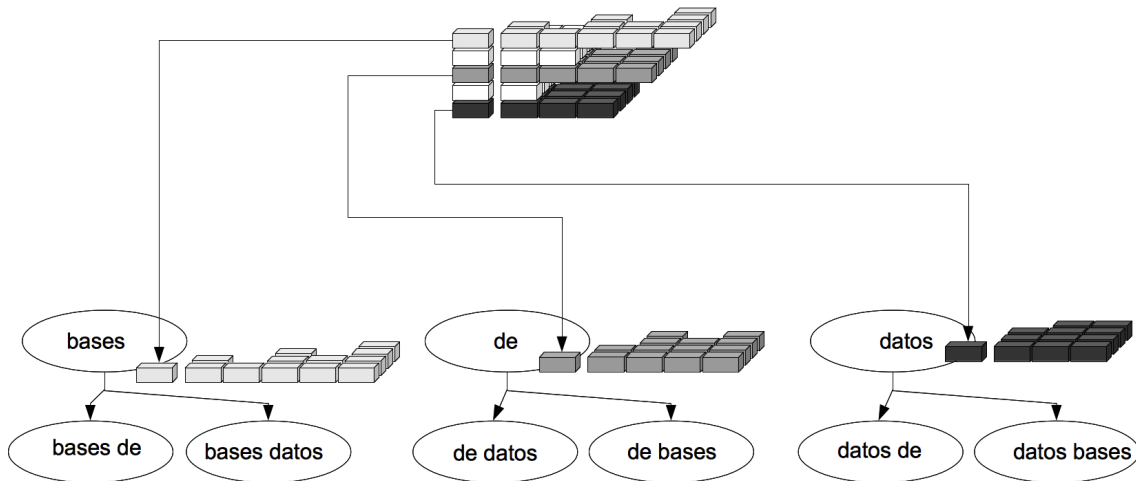 bases
de
datos
bases de
bases datos
de datos
de bases
datos de
datos bases